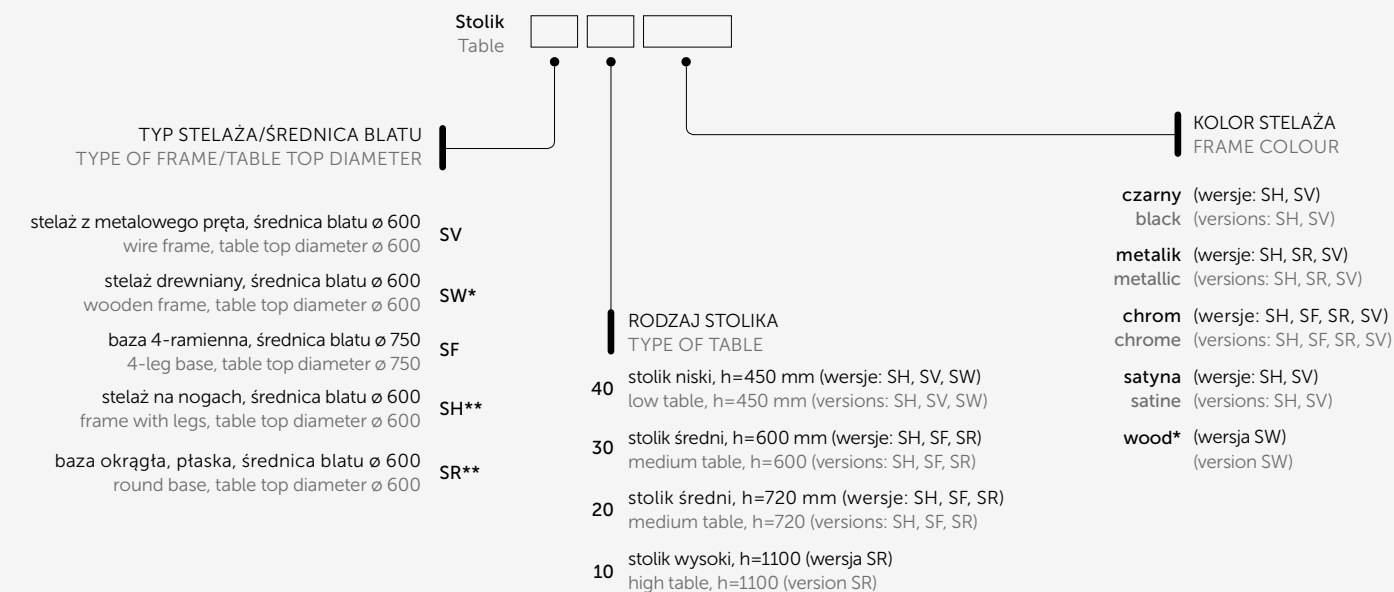 Stolik
Table
TYP STELAŻA/ŚREDNICA BLATU
TYPE OF FRAME/TABLE TOP DIAMETER
stelaż z metalowego pręta, średnica blatu ø 600
wire frame, table top diameter ø 600
SV
stelaż drewniany, średnica blatu ø 600
wooden frame, table top diameter ø 600
SW*
baza 4-ramienna, średnica blatu ø 750
4-leg base, table top diameter ø 750
SF
stelaż na nogach, średnica blatu ø 600
frame with legs, table top diameter ø 600
SH**
baza okrągła, płaska, średnica blatu ø 600
round base, table top diameter ø 600
SR**
RODZAJ STOLIKA
TYPE OF TABLE
40
stolik niski, h=450 mm (wersje: SH, SV, SW)
low table, h=450 mm (versions: SH, SV, SW)
30
stolik średni, h=600 mm (wersje: SH, SF, SR)
medium table, h=600 (versions: SH, SF, SR)
20
stolik średni, h=720 mm (wersje: SH, SF, SR)
medium table, h=720 (versions: SH, SF, SR)
10
stolik wysoki, h=1100 (wersja SR)
high table, h=1100 (version SR)
KOLOR STELAŻA
FRAME COLOUR
czarny (wersje: SH, SV)
black (versions: SH, SV)
metalik (wersje: SH, SR, SV)
metallic (versions: SH, SR, SV)
chrom (wersje: SH, SF, SR, SV)
chrome (versions: SH, SF, SR, SV)
satyna (wersje: SH, SV)
satine (versions: SH, SV)
wood* (wersja SW)
(version SW)